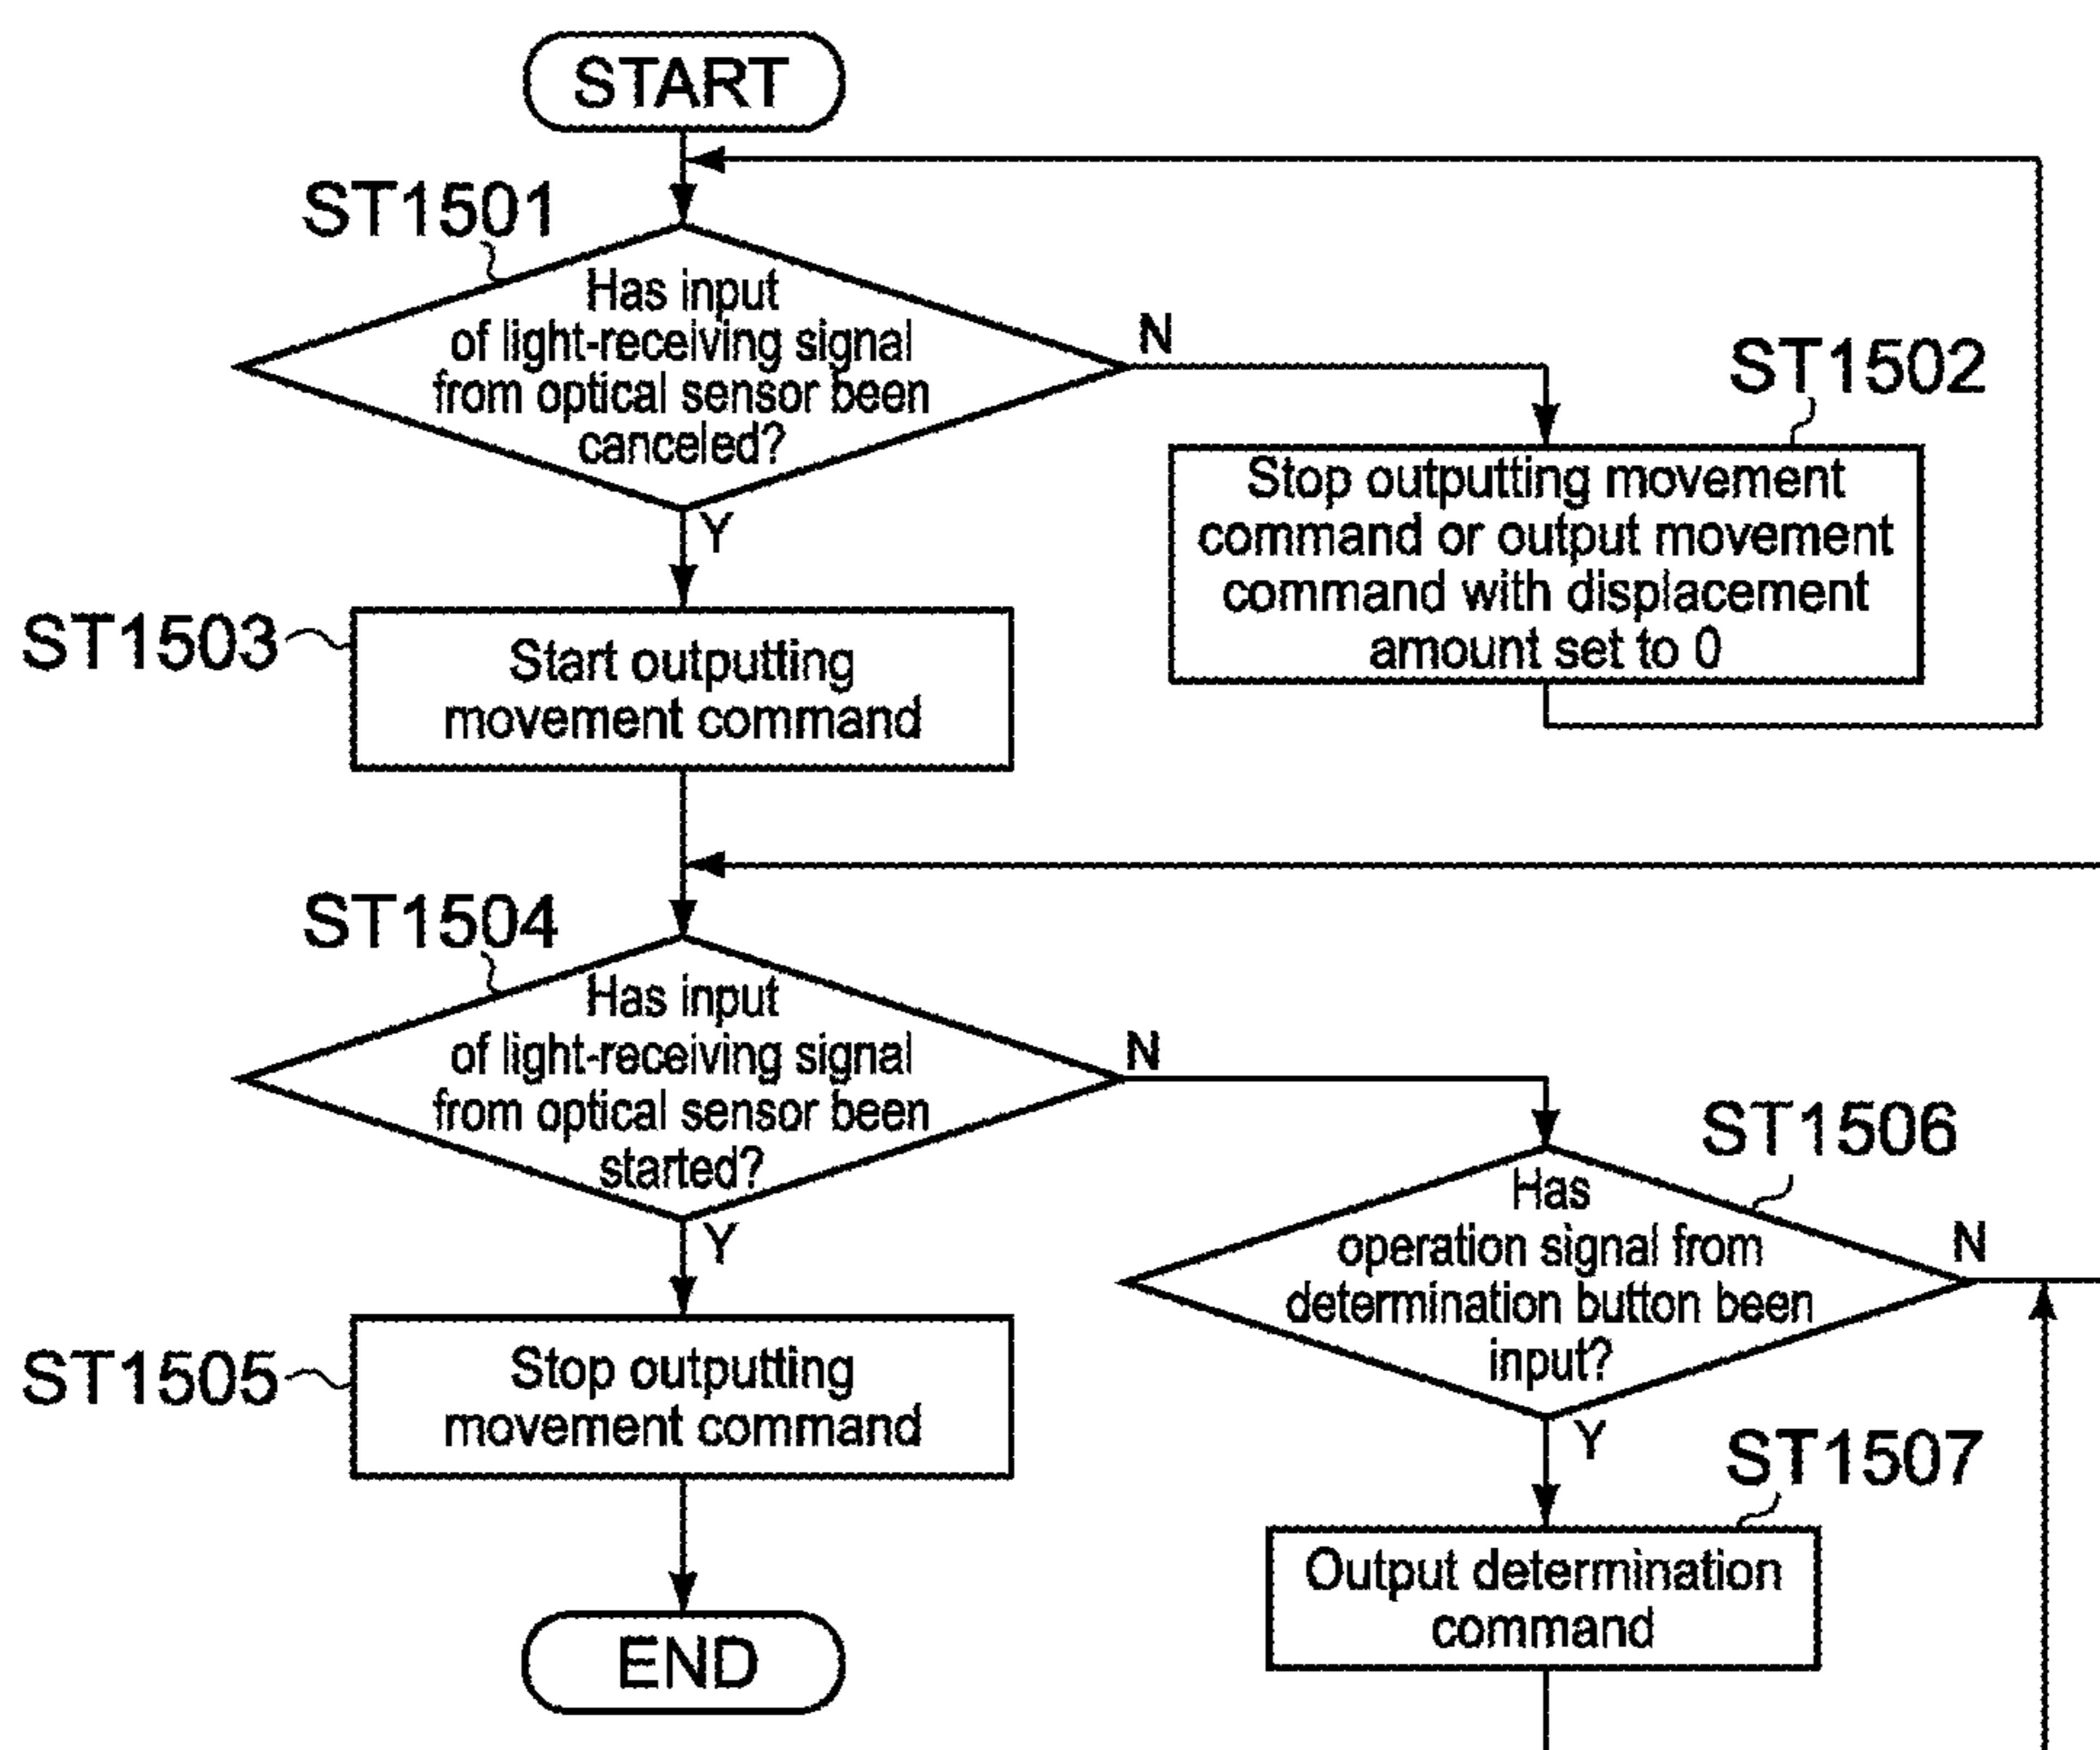 START
ST1501
Has input
of light-receiving signal
from optical sensor been
canceled?
N
Y
ST1502
Stop outputting movement
command or output movement
command with displacement
amount set to 0
ST1503
Start outputting
movement command
ST1504
Has input
of light-receiving signal
from optical sensor been
started?
N
Y
ST1505
Stop outputting
movement command
END
ST1506
Has
operation signal from
determination button been
input?
N
Y
ST1507
Output determination
command